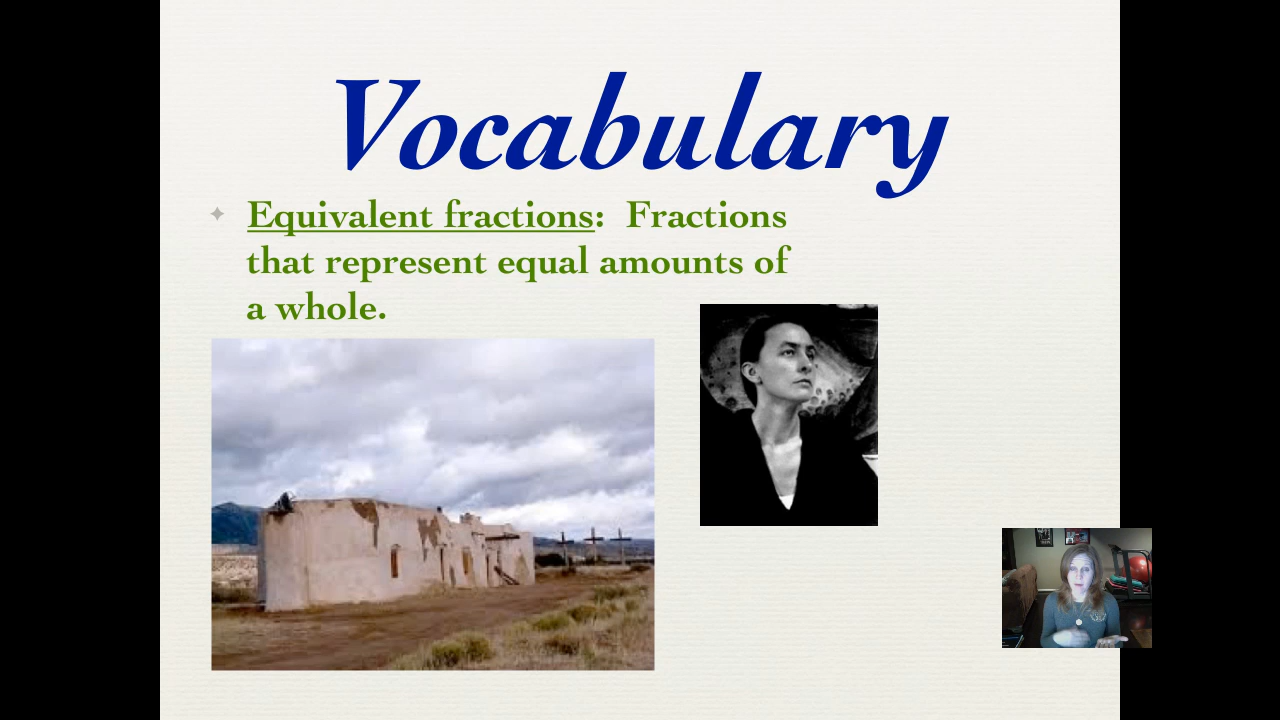 Vocabulary
Equivalent fractions:  Fractions
that represent equal amounts of
a whole.